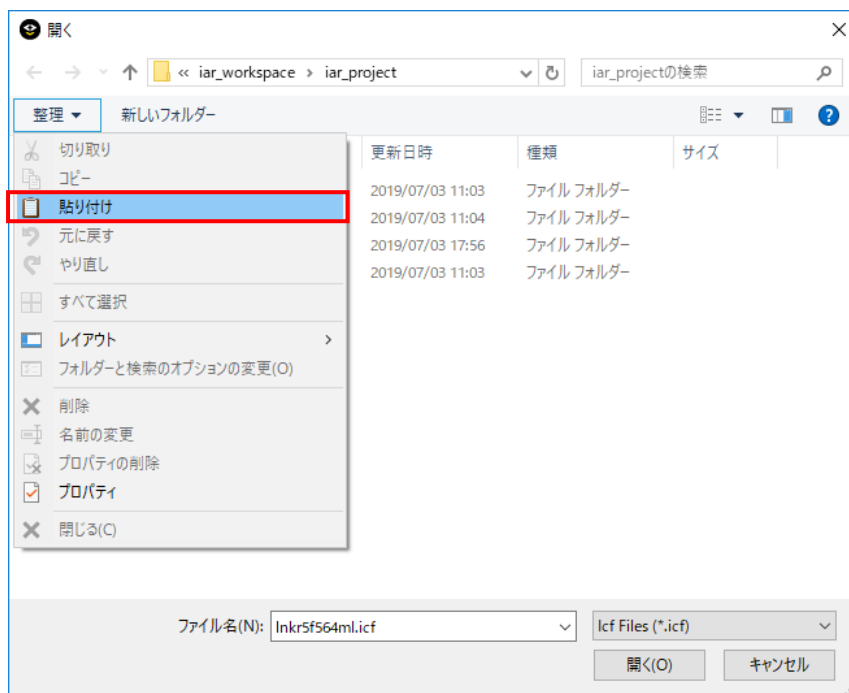 開く
« iar_workspace › iar_project
iar_projectの検索
整理 新しいフォルダー
切り取り
コピー
貼り付け
元に戻す
やり直し
すべて選択
レイアウト
フォルダーと検索のオプションの変更(O)
削除
名前の変更
プロパティの削除
プロパティ
閉じる(C)
更新日時 種類 サイズ
2019/07/03 11:03 ファイル フォルダー
2019/07/03 11:04 ファイル フォルダー
2019/07/03 17:56 ファイル フォルダー
2019/07/03 11:03 ファイル フォルダー
ファイル名(N): lnkr5f564ml.icf Icf Files (*.icf)
開く(O) キャンセル